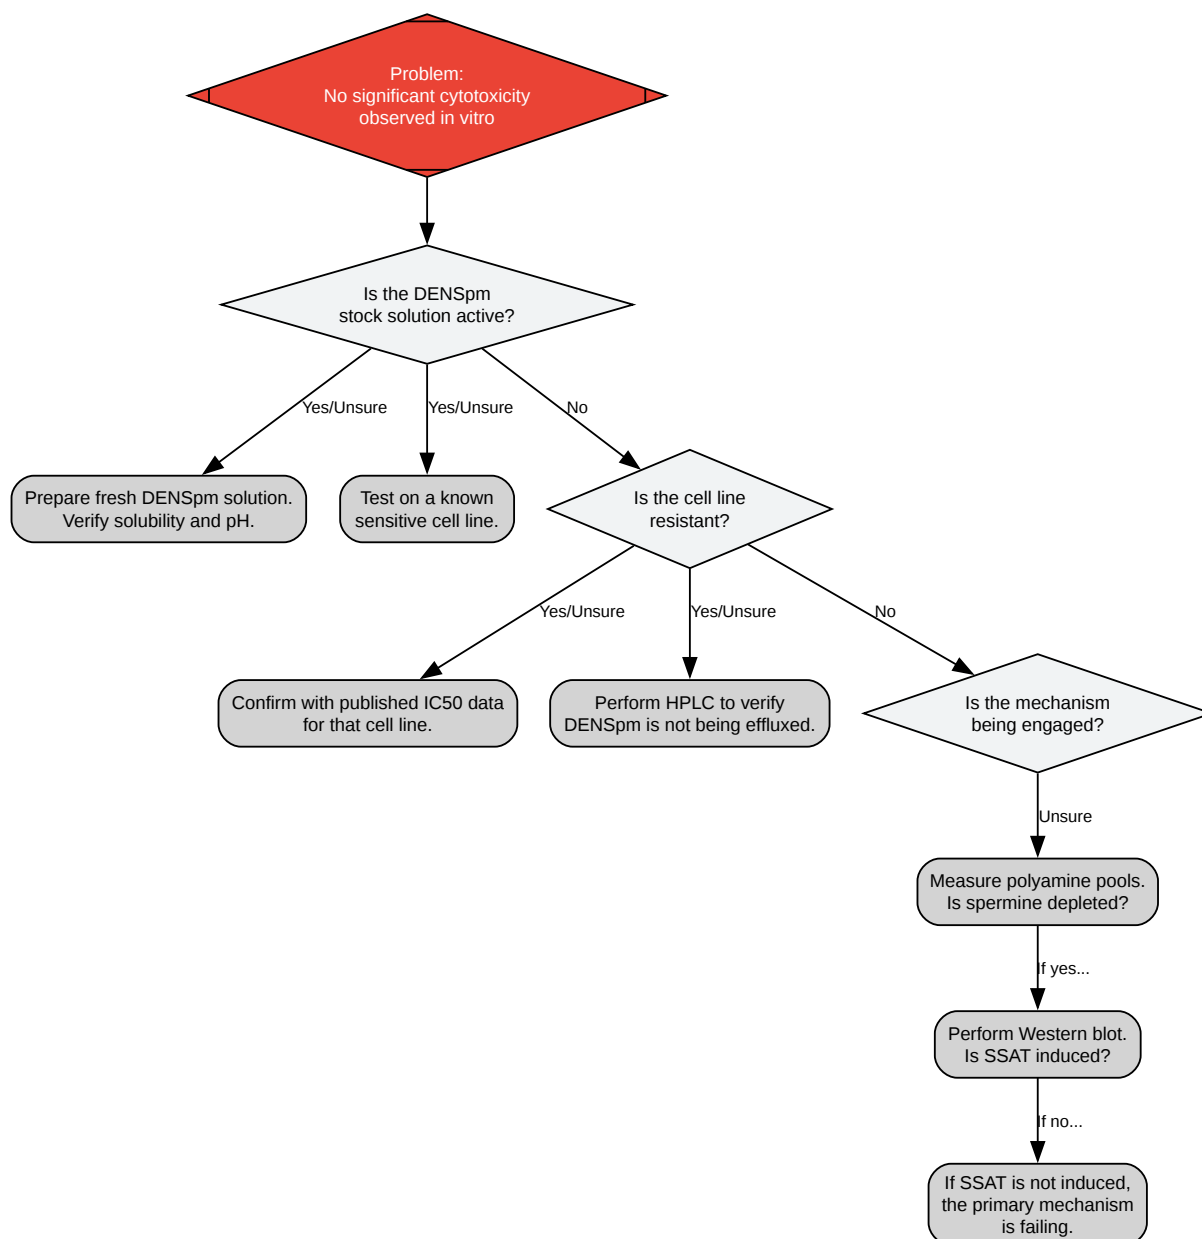 Problem:
No significant cytotoxicity
observed in vitro
Is the DENSpm
stock solution active?
Yes/Unsure
Yes/Unsure
No
Prepare fresh DENSpm solution.
Verify solubility and pH.
Test on a known
sensitive cell line.
Is the cell line
resistant?
Yes/Unsure
Yes/Unsure
No
Confirm with published IC50 data
for that cell line.
Perform HPLC to verify
DENSpm is not being effluxed.
Is the mechanism
being engaged?
Unsure
Measure polyamine pools.
Is spermine depleted?
If yes...
Perform Western blot.
Is SSAT induced?
If no...
If SSAT is not induced,
the primary mechanism
is failing.